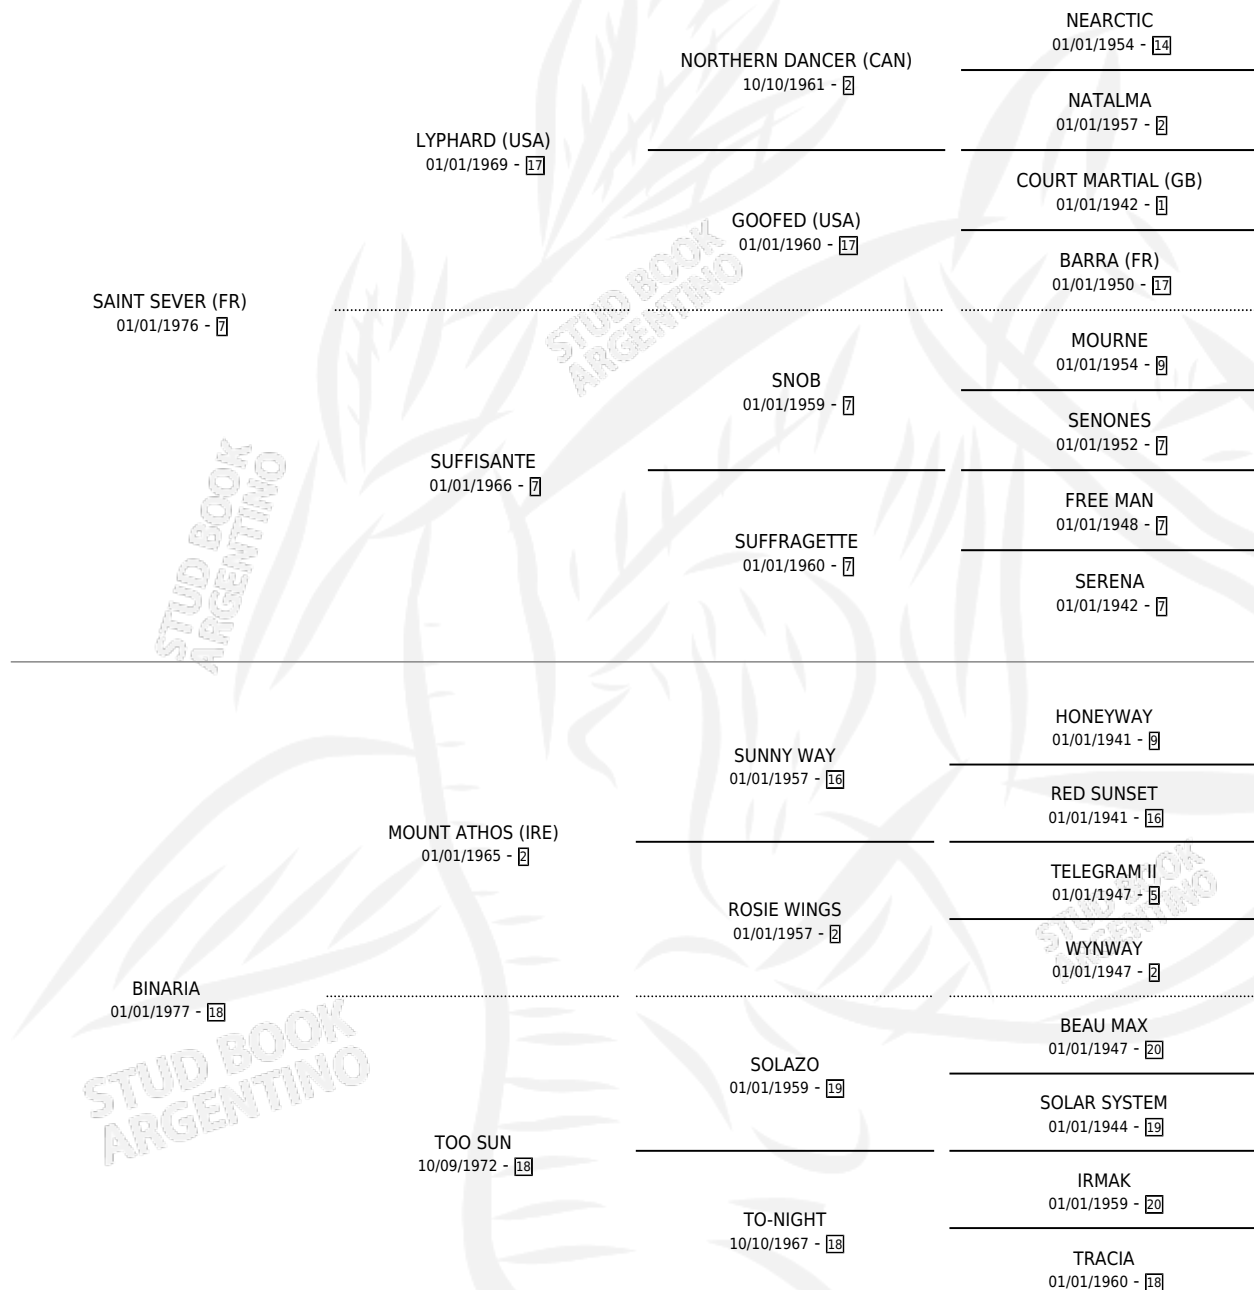 NEARCTIC
01/01/1954 - 14
NORTHERN DANCER (CAN)
10/10/1961 - 2
NATALMA
01/01/1957 - 2
LYPHARD (USA)
01/01/1969 - 17
COURT MARTIAL (GB)
01/01/1942 - 1
GOOFED (USA)
01/01/1960 - 17
BARRA (FR)
01/01/1950 - 17
SAINT SEVER (FR)
01/01/1976 - 7
STUD BOOK
ARGENTINO
MOURNE
01/01/1954 - 9
SNOB
01/01/1959 - 7
SENONES
01/01/1952 - 7
SUFFISANTE
01/01/1966 - 7
FREE MAN
01/01/1948 - 7
SUFFRAGETTE
01/01/1960 - 7
SERENA
01/01/1942 - 7
STUD BOOK
ARGENTINO
HONEYWAY
01/01/1941 - 9
SUNNY WAY
01/01/1957 - 16
RED SUNSET
01/01/1941 - 16
MOUNT ATHOS (IRE)
01/01/1965 - 2
TELEGRAM II
01/01/1947 - 5
ROSIE WINGS
01/01/1957 - 2
STUD BOOK
ARGENTINO
WYNWAY
01/01/1947 - 2
BINARIA
01/01/1977 - 18
BEAU MAX
01/01/1947 - 20
SOLAZO
01/01/1959 - 19
STUD BOOK
ARGENTINO
SOLAR SYSTEM
01/01/1944 - 19
TOO SUN
10/09/1972 - 18
IRMAK
01/01/1959 - 20
TO-NIGHT
10/10/1967 - 18
TRACIA
01/01/1960 - 18